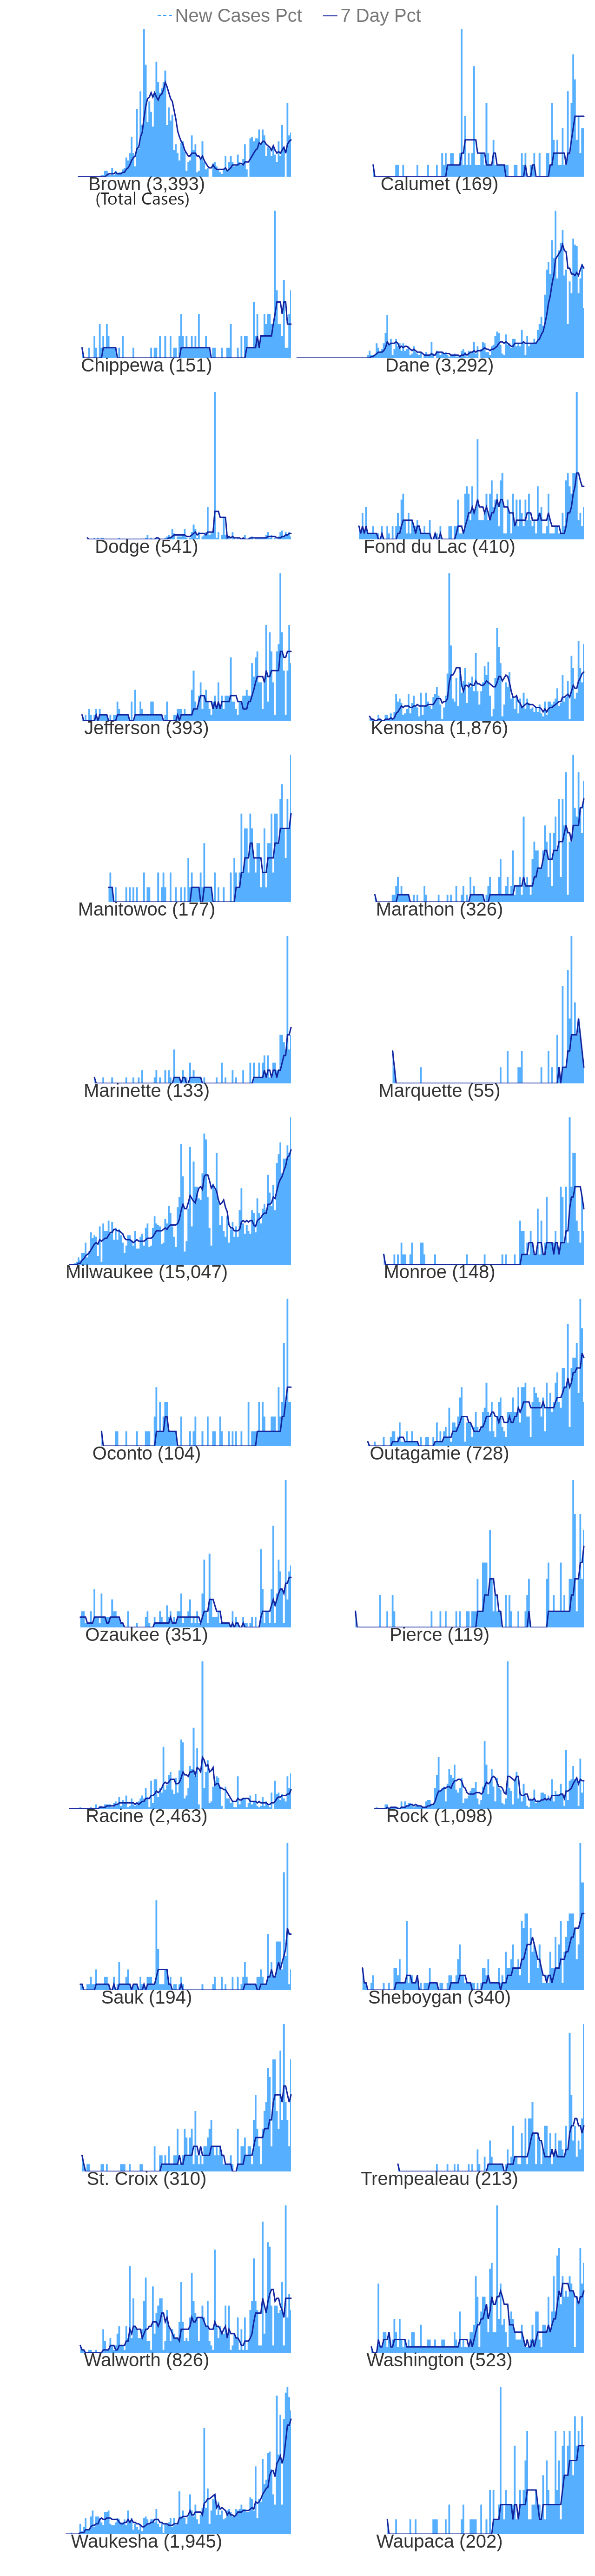 New Cases Pct 7 Day Pct
Brown (3,393) Calumet (169)
(Total Cases)
Chippewa (151) Dane (3,292)
Dodge (541) Fond du Lac (410)
Jefferson (393) Kenosha (1,876)
Manitowoc (177) Marathon (326)
Marinette (133) Marquette (55)
Milwaukee (15,047) Monroe (148)
Oconto (104) Outagamie (728)
Ozaukee (351) Pierce (119)
Racine (2,463) Rock (1,098)
Sauk (194) Sheboygan (340)
St. Croix (310) Trempealeau (213)
Walworth (826) Washington (523)
Waukesha (1,945) Waupaca (202)